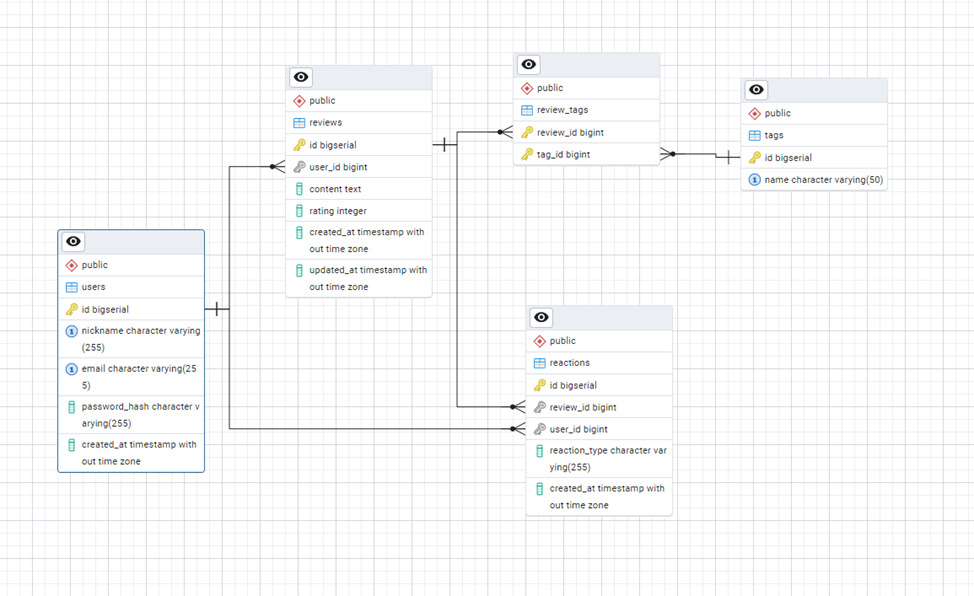 public
users
id bigserial
nickname character varying
(255)
email character varying(25
5)
password_hash character v
arying(255)
created_at timestamp with
out time zone
public
reviews
id bigserial
user_id bigint
content text
rating integer
created_at timestamp with
out time zone
updated_at timestamp with
out time zone
public
review_tags
review_id bigint
tag_id bigint
public
tags
id bigserial
name character varying(50)
public
reactions
id bigserial
review_id bigint
user_id bigint
reaction_type character var
ying(255)
created_at timestamp with
out time zone